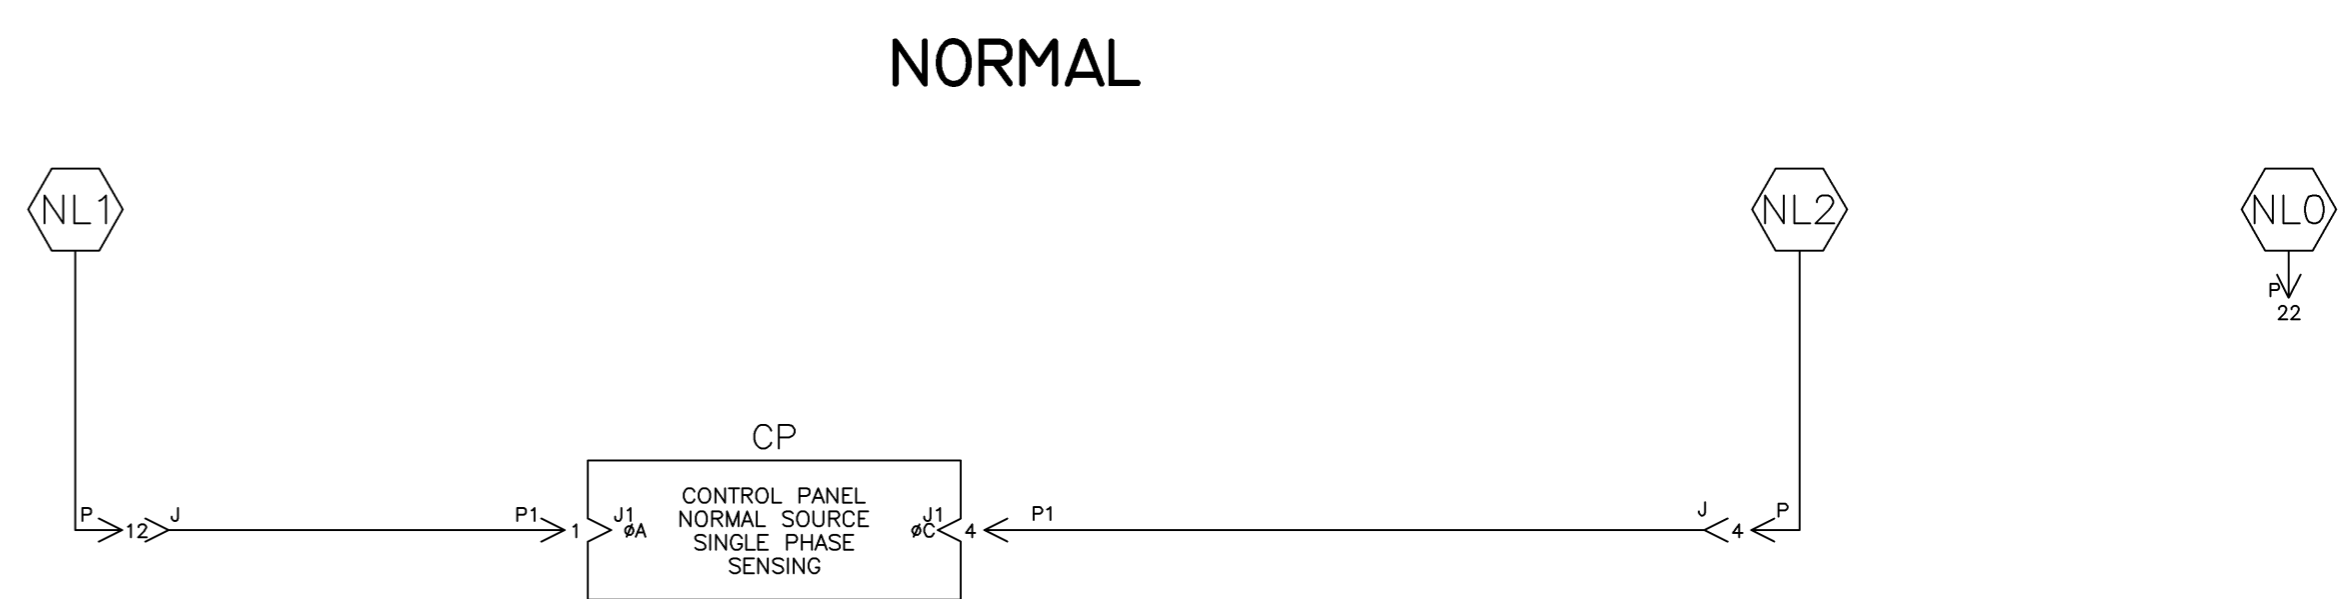 NORMAL
NL1
NL2
NL0
P
22
CP
P
12
J
P1
1
J1
ØA
CONTROL PANEL
NORMAL SOURCE
SINGLE PHASE
SENSING
J1
ØC
4
P1
J
4
P